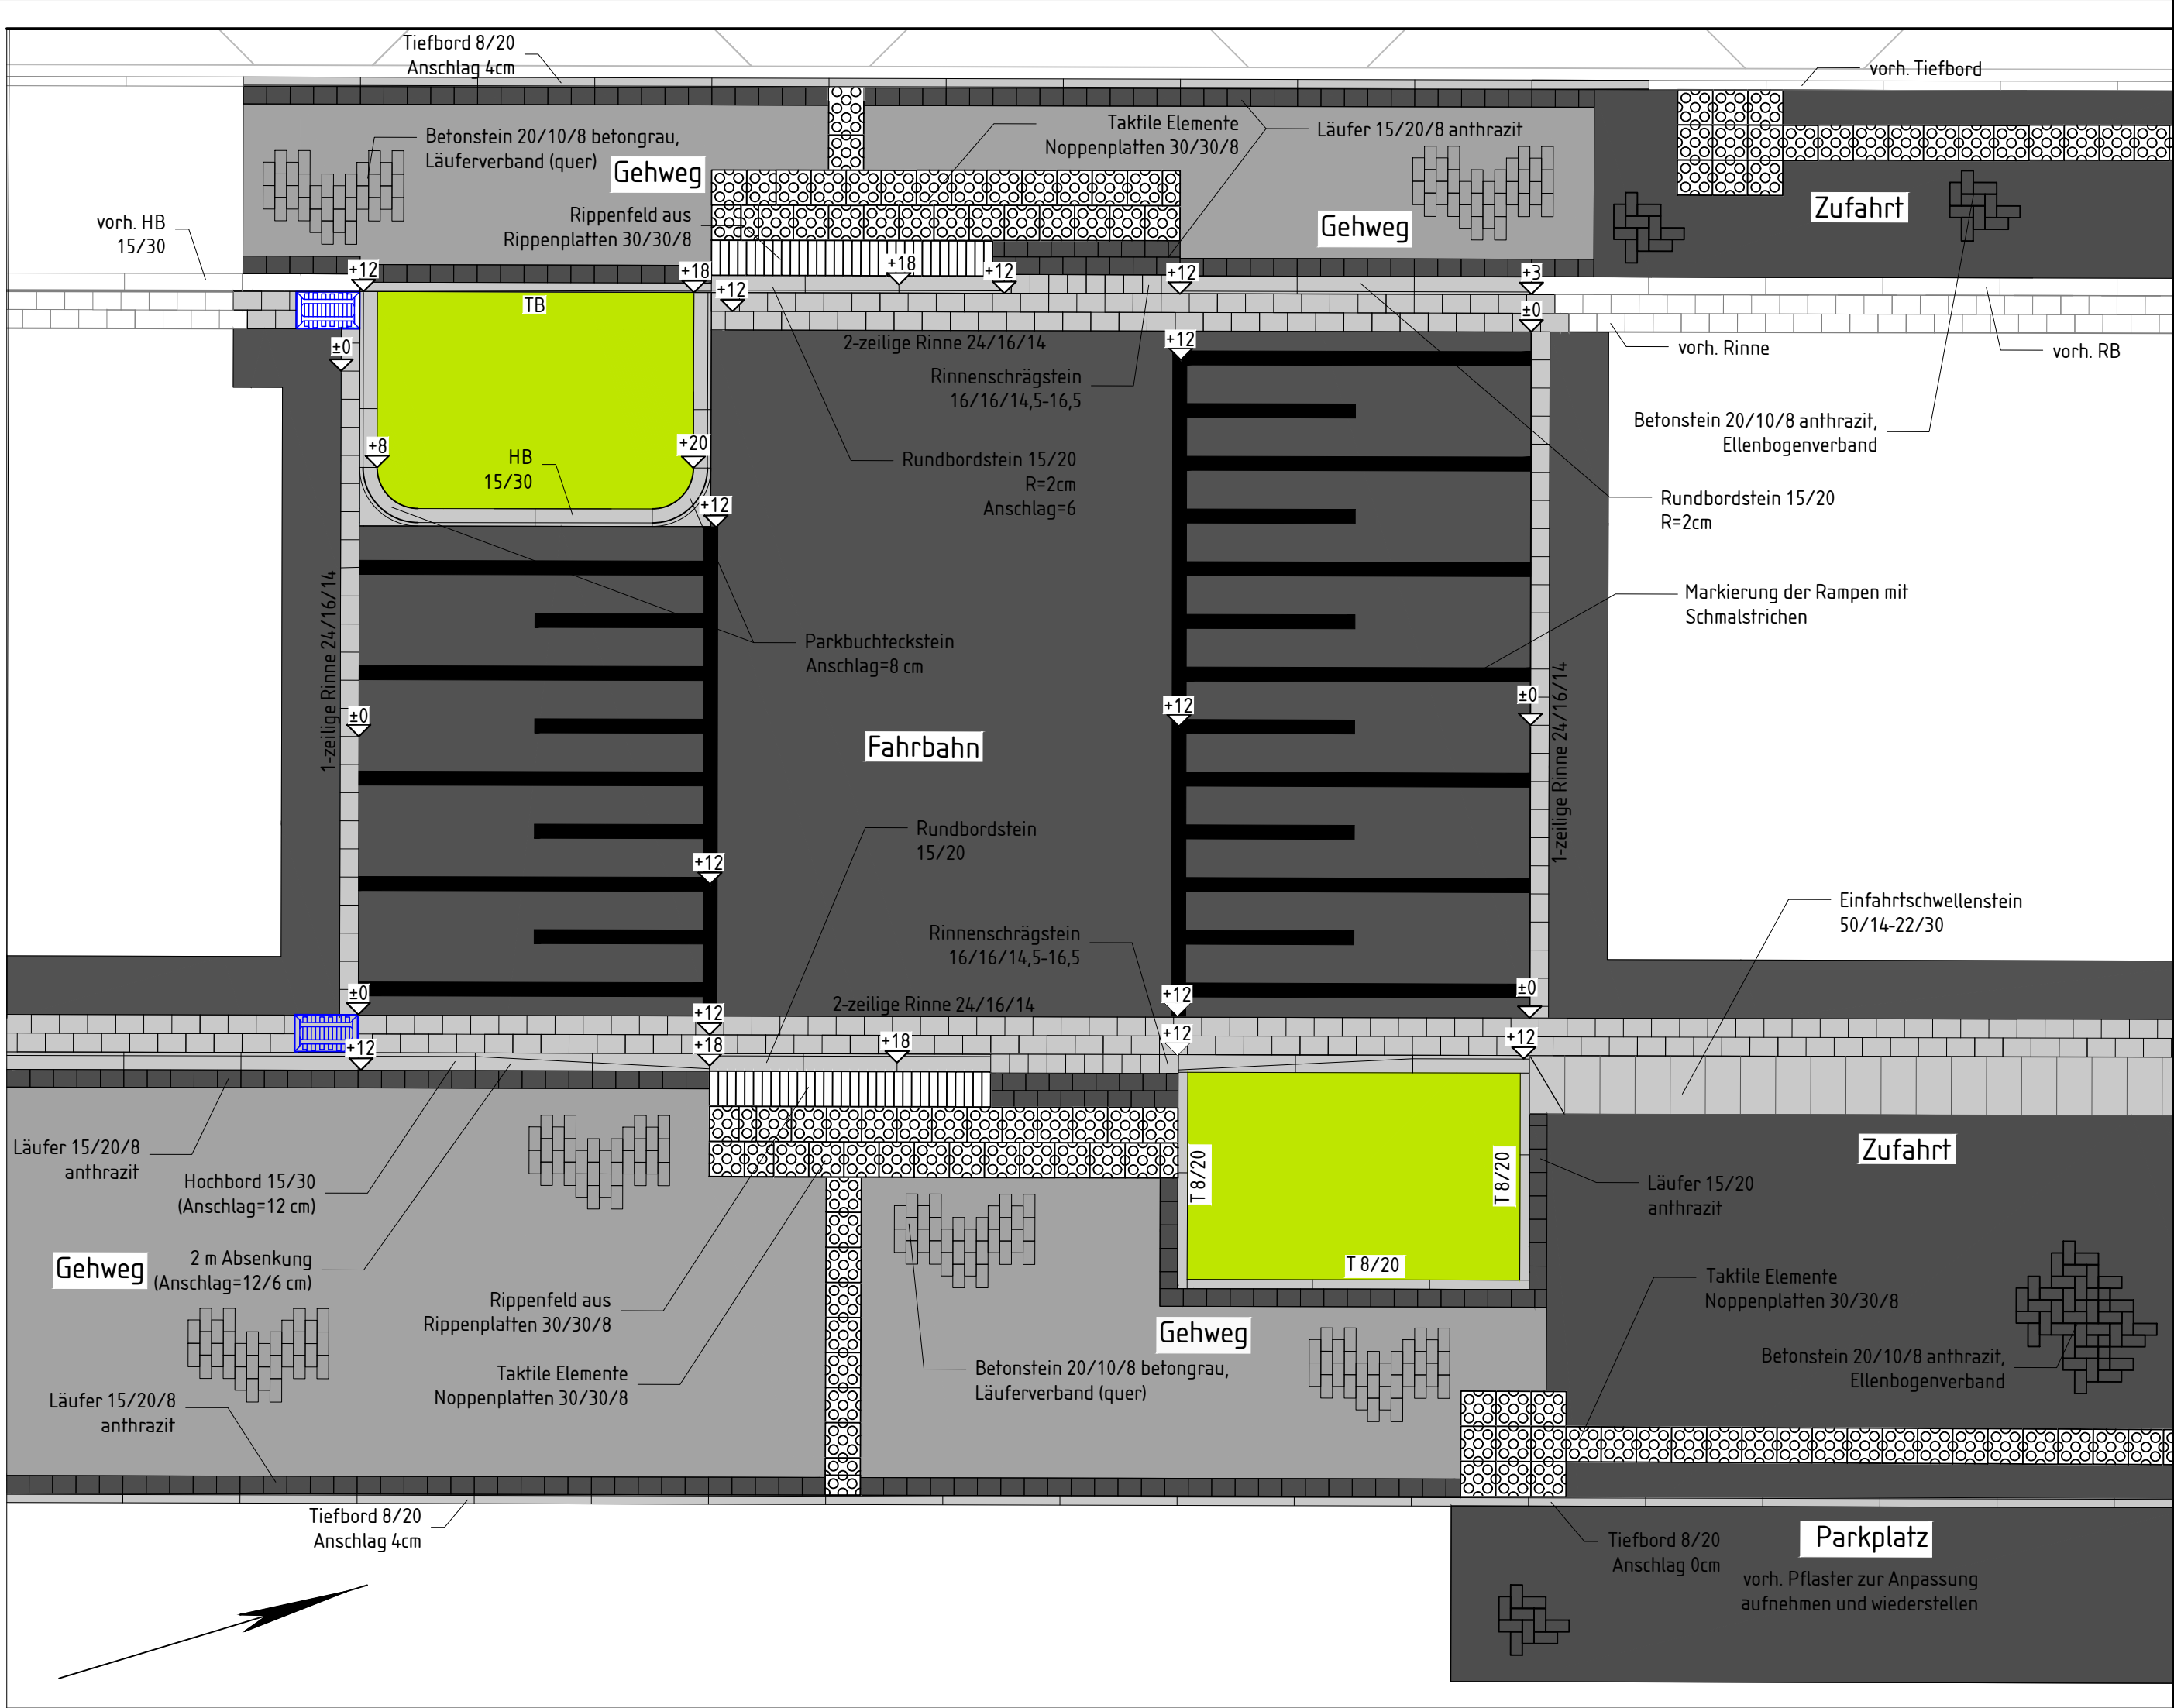 Tiefbord 8/20
Anschlag 4cm
vorh. Tiefbord
Betonstein 20/10/8 betongrau,
Läuferverband (quer)
Gehweg
Taktile Elemente
Noppenplatten 30/30/8
Läufer 15/20/8 anthrazit
Rippenfeld aus
Rippenplatten 30/30/8
Gehweg
Zufahrt
vorh. HB
15/30
+12
+18
+18
+12
+12
+12
+3
TB
±0
±0
2-zeilige Rinne 24/16/14
+12
vorh. Rinne
vorh. RB
Rinnenschrägstein
16/16/14,5-16,5
Betonstein 20/10/8 anthrazit,
Ellenbogenverband
+8
+20
HB
15/30
Rundbordstein 15/20
R=2cm
Anschlag=6
Rundbordstein 15/20
R=2cm
+12
1-zeilige Rinne 24/16/14
Markierung der Rampen mit
Schmalstrichen
Parkbuchteckstein
Anschlag=8 cm
1-zeilige Rinne 24/16/14
±0
+12
±0
Fahrbahn
Rundbordstein
15/20
+12
Einfahrtschwellenstein
50/14-22/30
Rinnenschrägstein
16/16/14,5-16,5
±0
+12
±0
2-zeilige Rinne 24/16/14
+12
+12
+18
+18
+12
+12
Läufer 15/20/8
anthrazit
Hochbord 15/30
(Anschlag=12 cm)
T 8/20
T 8/20
Zufahrt
Läufer 15/20
anthrazit
2 m Absenkung
(Anschlag=12/6 cm)
Gehweg
T 8/20
Taktile Elemente
Noppenplatten 30/30/8
Rippenfeld aus
Rippenplatten 30/30/8
Gehweg
Betonstein 20/10/8 anthrazit,
Ellenbogenverband
Taktile Elemente
Noppenplatten 30/30/8
Betonstein 20/10/8 betongrau,
Läuferverband (quer)
Läufer 15/20/8
anthrazit
Tiefbord 8/20
Anschlag 4cm
Tiefbord 8/20
Anschlag 0cm
Parkplatz
vorh. Pflaster zur Anpassung
aufnehmen und wiederstellen